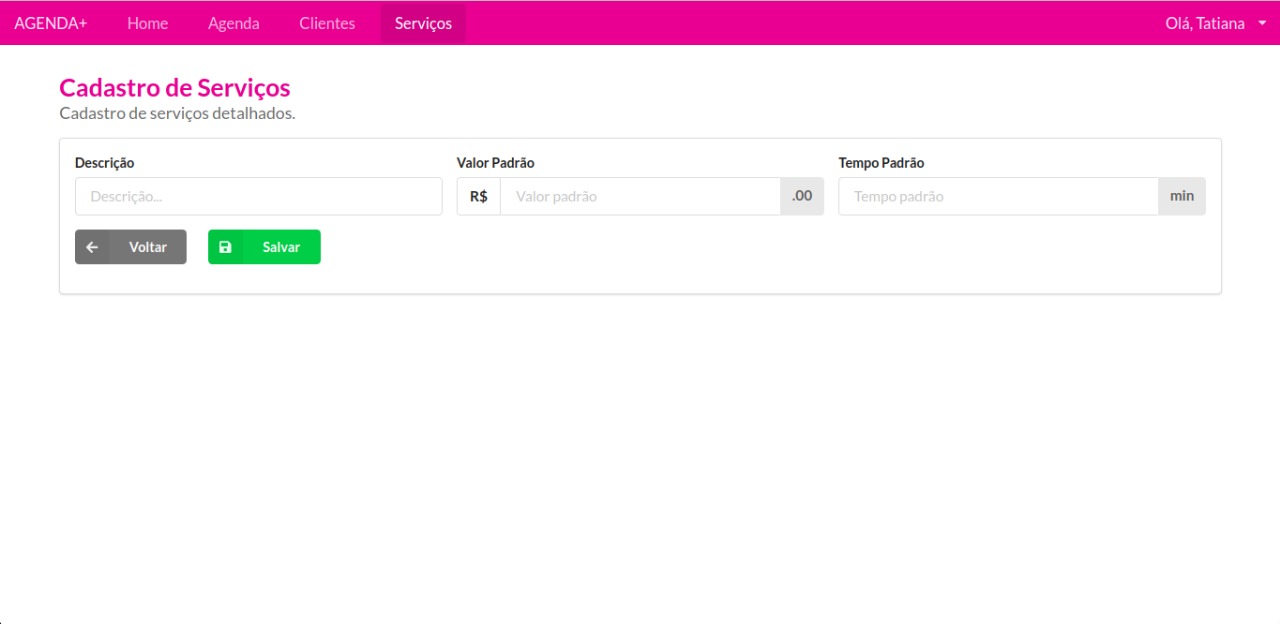 AGENDA+ Home Agenda Clientes Serviços Olá, Tatiana
Cadastro de Serviços
Cadastro de serviços detalhados.
Descrição Valor Padrão Tempo Padrão
Descrição... R$ Valor padrão .00 Tempo padrão min
Voltar Salvar